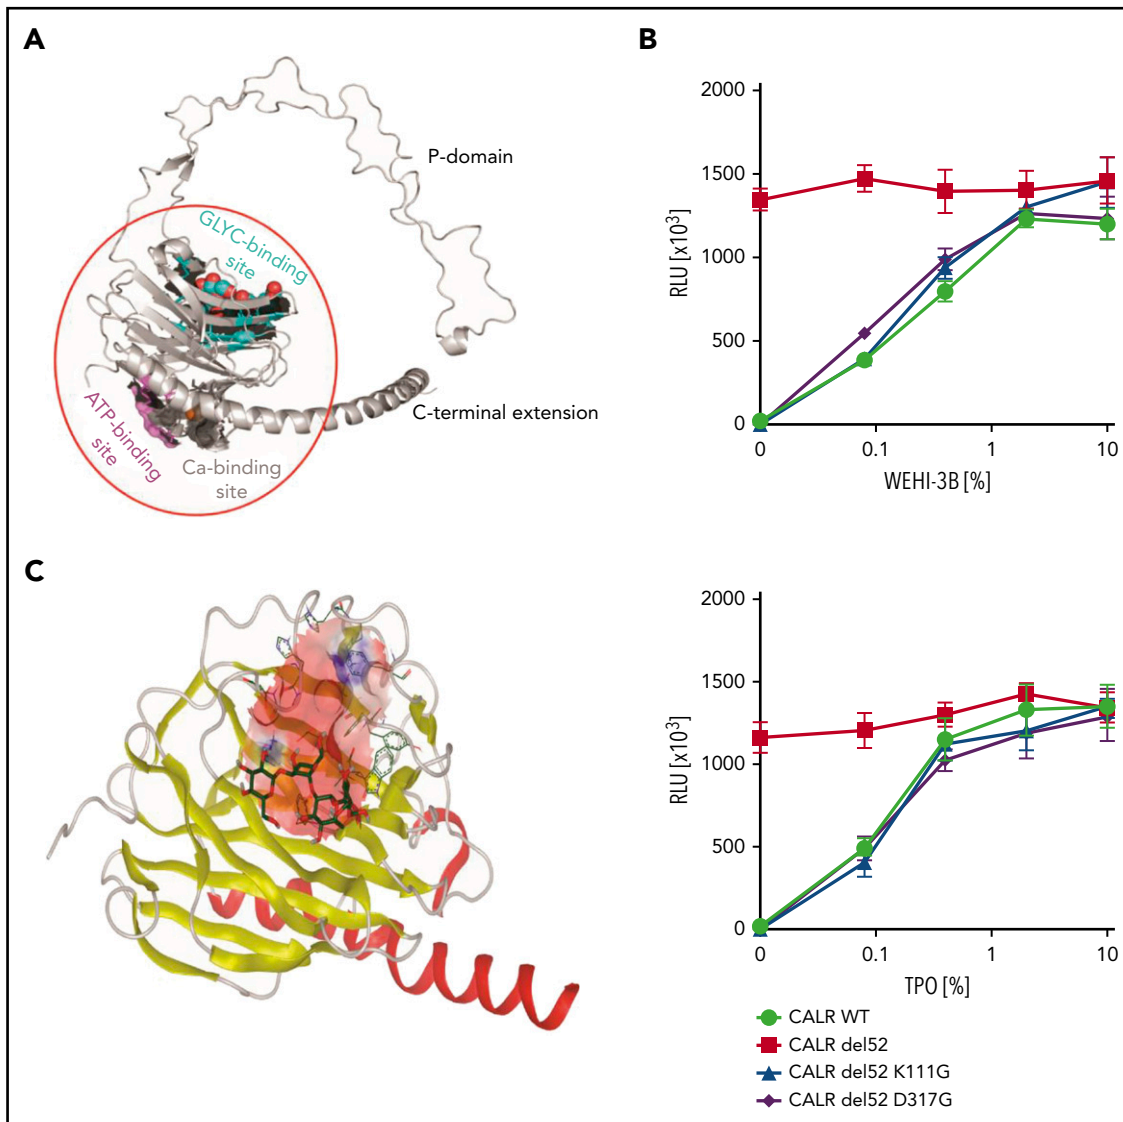 A
P-domain
GLYC-binding
site
C-terminal extension
ATP-binding
site
Ca-binding
site
B
2000
1500
1000
500
0
RLU [x10³]
0
0.1
1
10
WEHI-3B [%]
C
2000
1500
1000
500
0
RLU [x10³]
0
0.1
1
10
TPO [%]
CALR WT
CALR del52
CALR del52 K111G
CALR del52 D317G